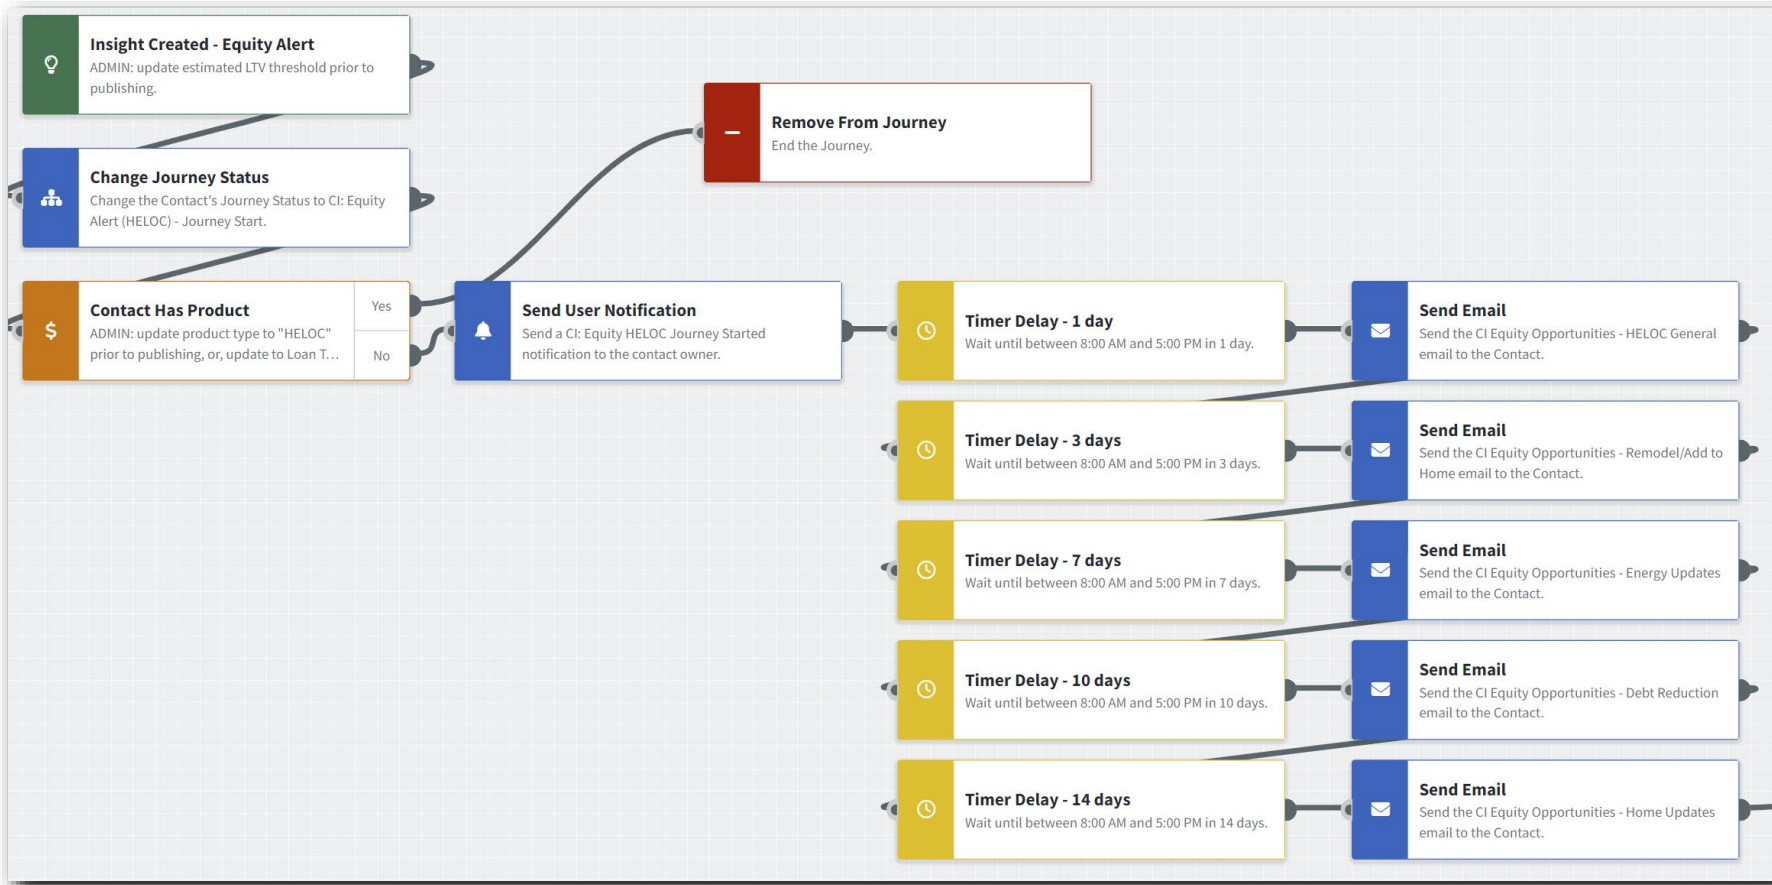 Insight Created - Equity Alert
ADMIN: update estimated LTV threshold prior to
publishing.
Remove From Journey
End the Journey.
Change Journey Status
Change the Contact's Journey Status to CI: Equity
Alert (HELOC) - Journey Start.
Contact Has Product
ADMIN: update product type to "HELOC"
prior to publishing, or, update to Loan T...
Yes
No
Send User Notification
Send a CI: Equity HELOC Journey Started
notification to the contact owner.
Timer Delay - 1 day
Wait until between 8:00 AM and 5:00 PM in 1 day.
Send Email
Send the CI Equity Opportunities - HELOC General
email to the Contact.
Timer Delay - 3 days
Wait until between 8:00 AM and 5:00 PM in 3 days.
Send Email
Send the CI Equity Opportunities - Remodel/Add to
Home email to the Contact.
Timer Delay - 7 days
Wait until between 8:00 AM and 5:00 PM in 7 days.
Send Email
Send the CI Equity Opportunities - Energy Updates
email to the Contact.
Timer Delay - 10 days
Wait until between 8:00 AM and 5:00 PM in 10 days.
Send Email
Send the CI Equity Opportunities - Debt Reduction
email to the Contact.
Timer Delay - 14 days
Wait until between 8:00 AM and 5:00 PM in 14 days.
Send Email
Send the CI Equity Opportunities - Home Updates
email to the Contact.